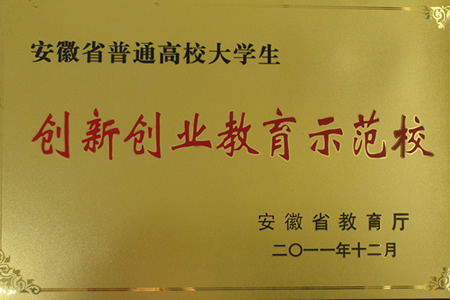 安徽省普通高校大学生
创新创业教育示范校
安徽省教育厅
二〇一一年十二月